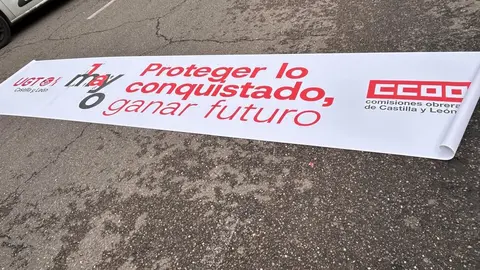 UGT
Castilla y León
1 mayo
Proteger lo
conquistado,
ganar futuro
CCOO
comisiones obreras
de Castilla y León